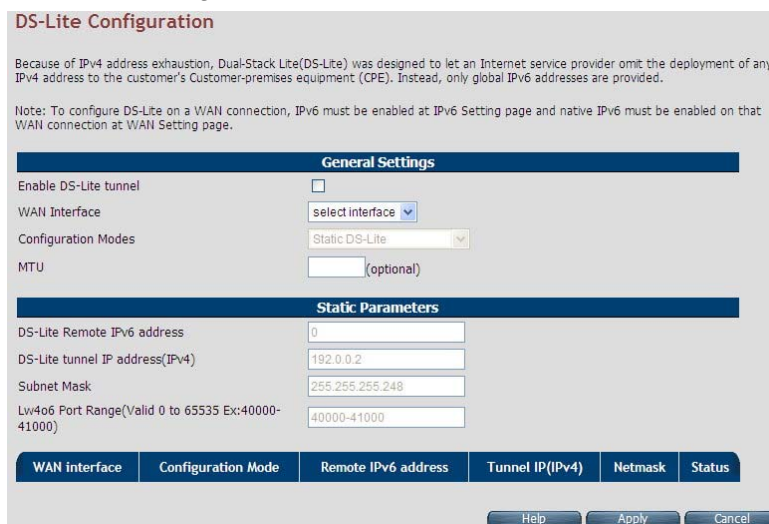 DS-Lite Configuration
Because of IPv4 address exhaustion, Dual-Stack Lite(DS-Lite) was designed to let an Internet service provider omit the deployment of any
IPv4 address to the customer's Customer-premises equipment (CPE). Instead, only global IPv6 addresses are provided.
Note: To configure DS-Lite on a WAN connection, IPv6 must be enabled at IPv6 Setting page and native IPv6 must be enabled on that
WAN connection at WAN Setting page.
General Settings
Enable DS-Lite tunnel
WAN Interface select interface
Configuration Modes Static DS-Lite
MTU (optional)
Static Parameters
DS-Lite Remote IPv6 address 0
DS-Lite tunnel IP address(IPv4) 192.0.0.2
Subnet Mask 255.255.255.248
Lw4o6 Port Range(Valid 0 to 65535 Ex:40000-
41000) 40000-41000
WAN interface Configuration Mode Remote IPv6 address Tunnel IP(IPv4) Netmask Status
Help Apply Cancel